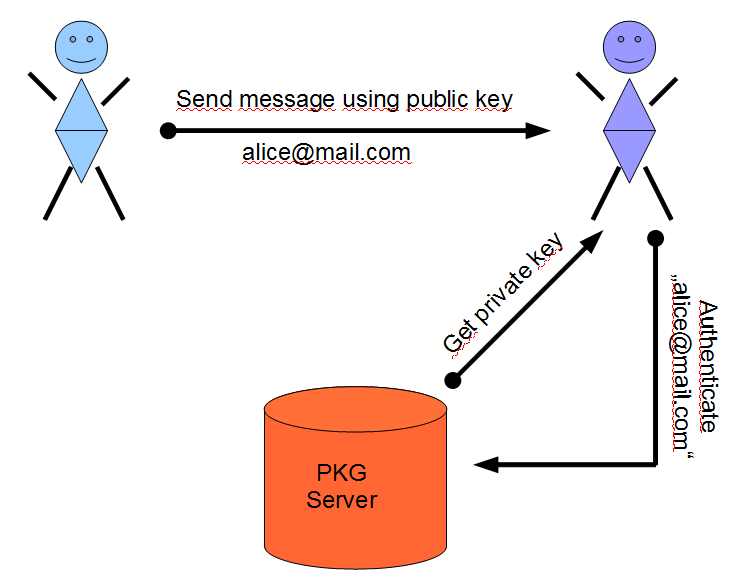 Send message using public key
alice@mail.com
Get private key
Authenticate
„alice@mail.com“
PKG
Server